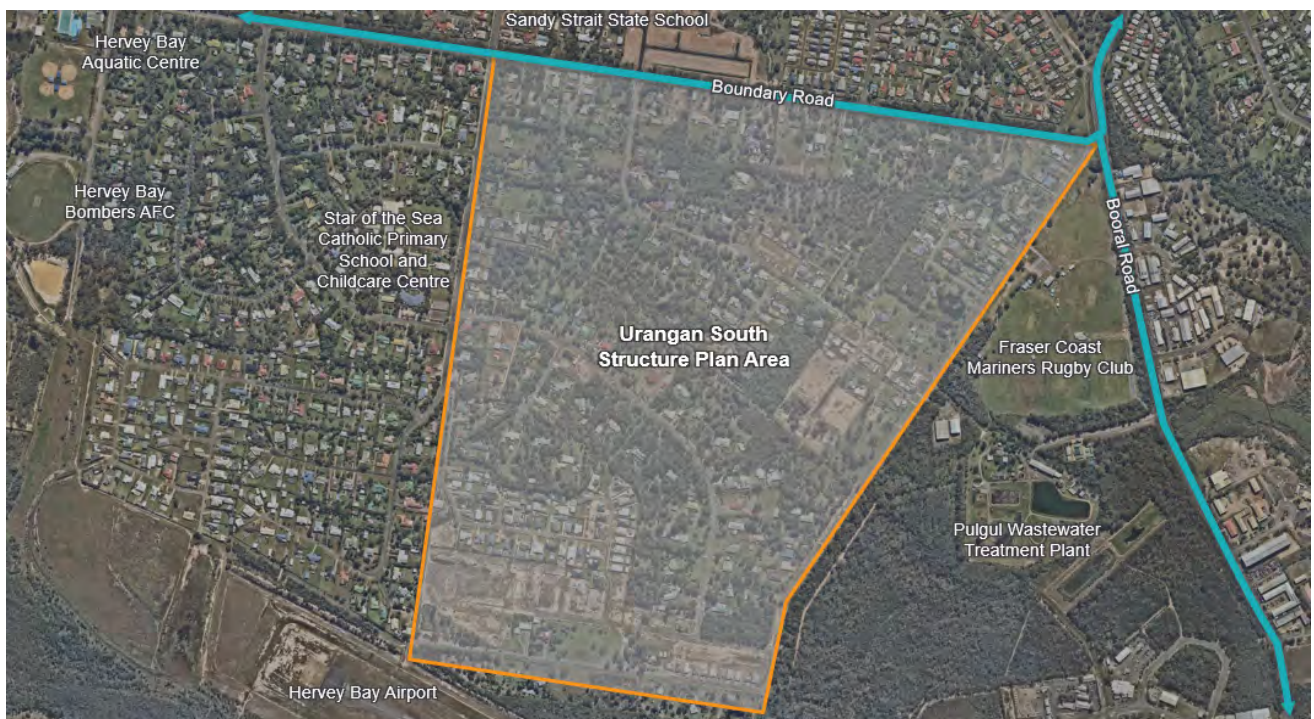 Sandy Strait State School
Hervey Bay
Aquatic Centre
Boundary Road
Hervey Bay
Bombers AFC
Star of the Sea
Catholic Primary
School and
Childcare Centre
Booral Road
Urangan South
Structure Plan Area
Fraser Coast
Mariners Rugby Club
Pulgul Wastewater
Treatment Plant
Hervey Bay Airport